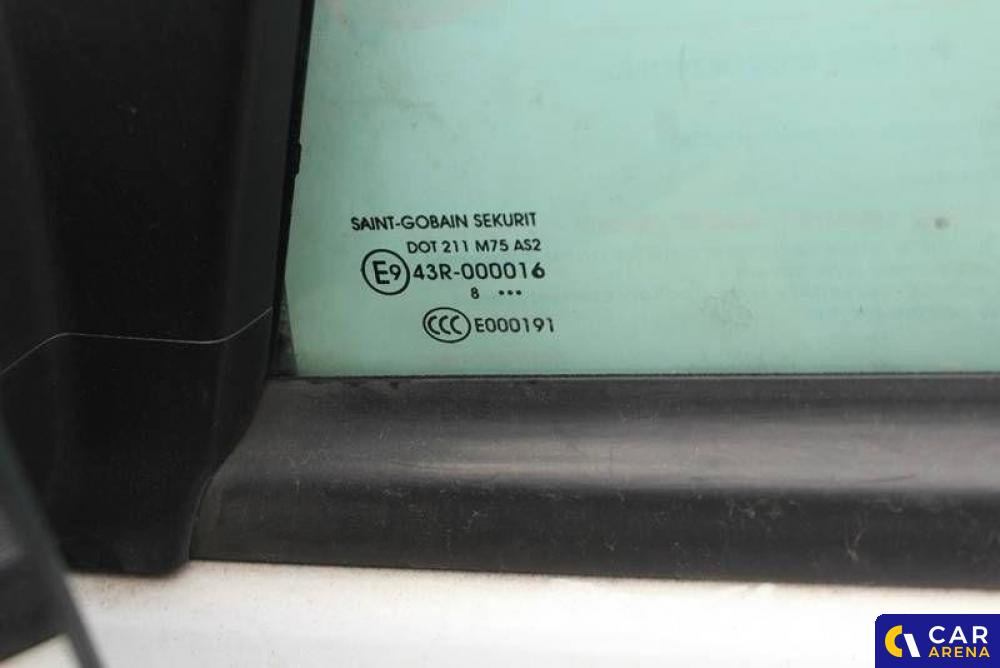 SAINT-GOBAIN SEKURIT
DOT 211 M75 AS2
E9 43R-000016
8 •••
CCC E000191
CAR
ARENA